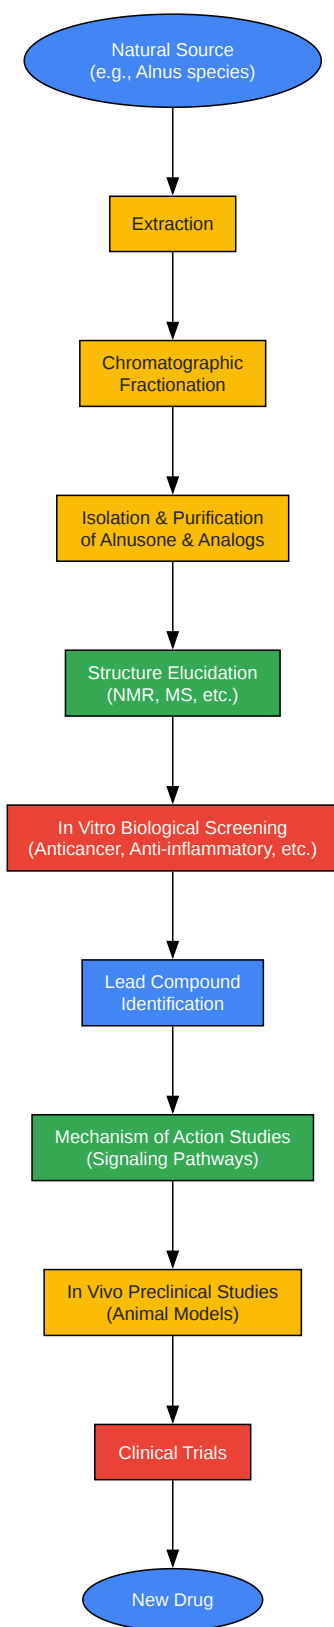 Natural Source
(e.g., Alnus species)
Extraction
Chromatographic
Fractionation
Isolation & Purification
of Alnusone & Analogs
Structure Elucidation
(NMR, MS, etc.)
In Vitro Biological Screening
(Anticancer, Anti-inflammatory, etc.)
Lead Compound
Identification
Mechanism of Action Studies
(Signaling Pathways)
In Vivo Preclinical Studies
(Animal Models)
Clinical Trials
New Drug